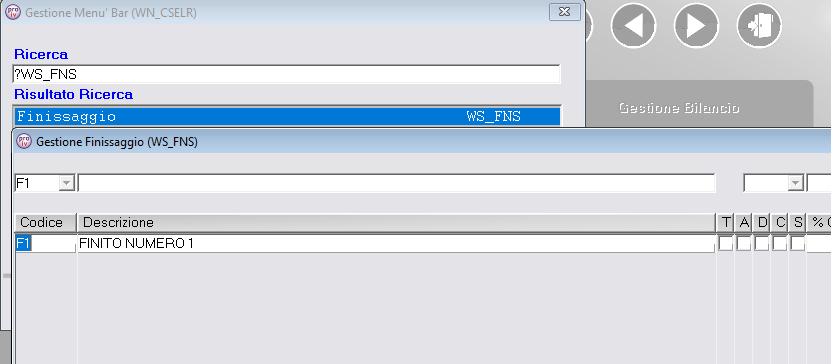 Gestione Menu' Bar (WN_CSELR)
Ricerca
?WS_FNS
Risultato Ricerca
Finissaggio WS_FNS
Gestione Bilancio
Gestione Finissaggio (WS_FNS)
F1
Codice Descrizione T A D C S %
F1 FINITO NUMERO 1